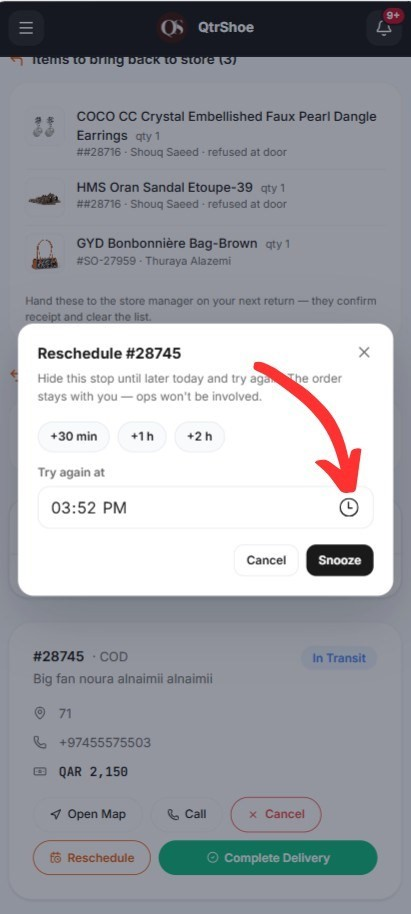 9+
QS QtrShoe
Items to bring back to store (3)
COCO CC Crystal Embellished Faux Pearl Dangle
Earrings qty 1
##28716 · Shouq Saeed · refused at door
HMS Oran Sandal Etoupe-39 qty 1
##28716 · Shouq Saeed · refused at door
GYD Bonbonnière Bag-Brown qty 1
#SO-27959 · Thuraya Alazemi
Hand these to the store manager on your next return — they confirm
receipt and clear the list.
Reschedule #28745
Hide this stop until later today and try again. The order
stays with you — ops won't be involved.
+30 min +1 h +2 h
Try again at
03:52 PM
Cancel Snooze
#28745 · COD In Transit
Big fan noura alnaimii alnaimii
71
+97455575503
QAR 2,150
Open Map Call Cancel
Reschedule Complete Delivery